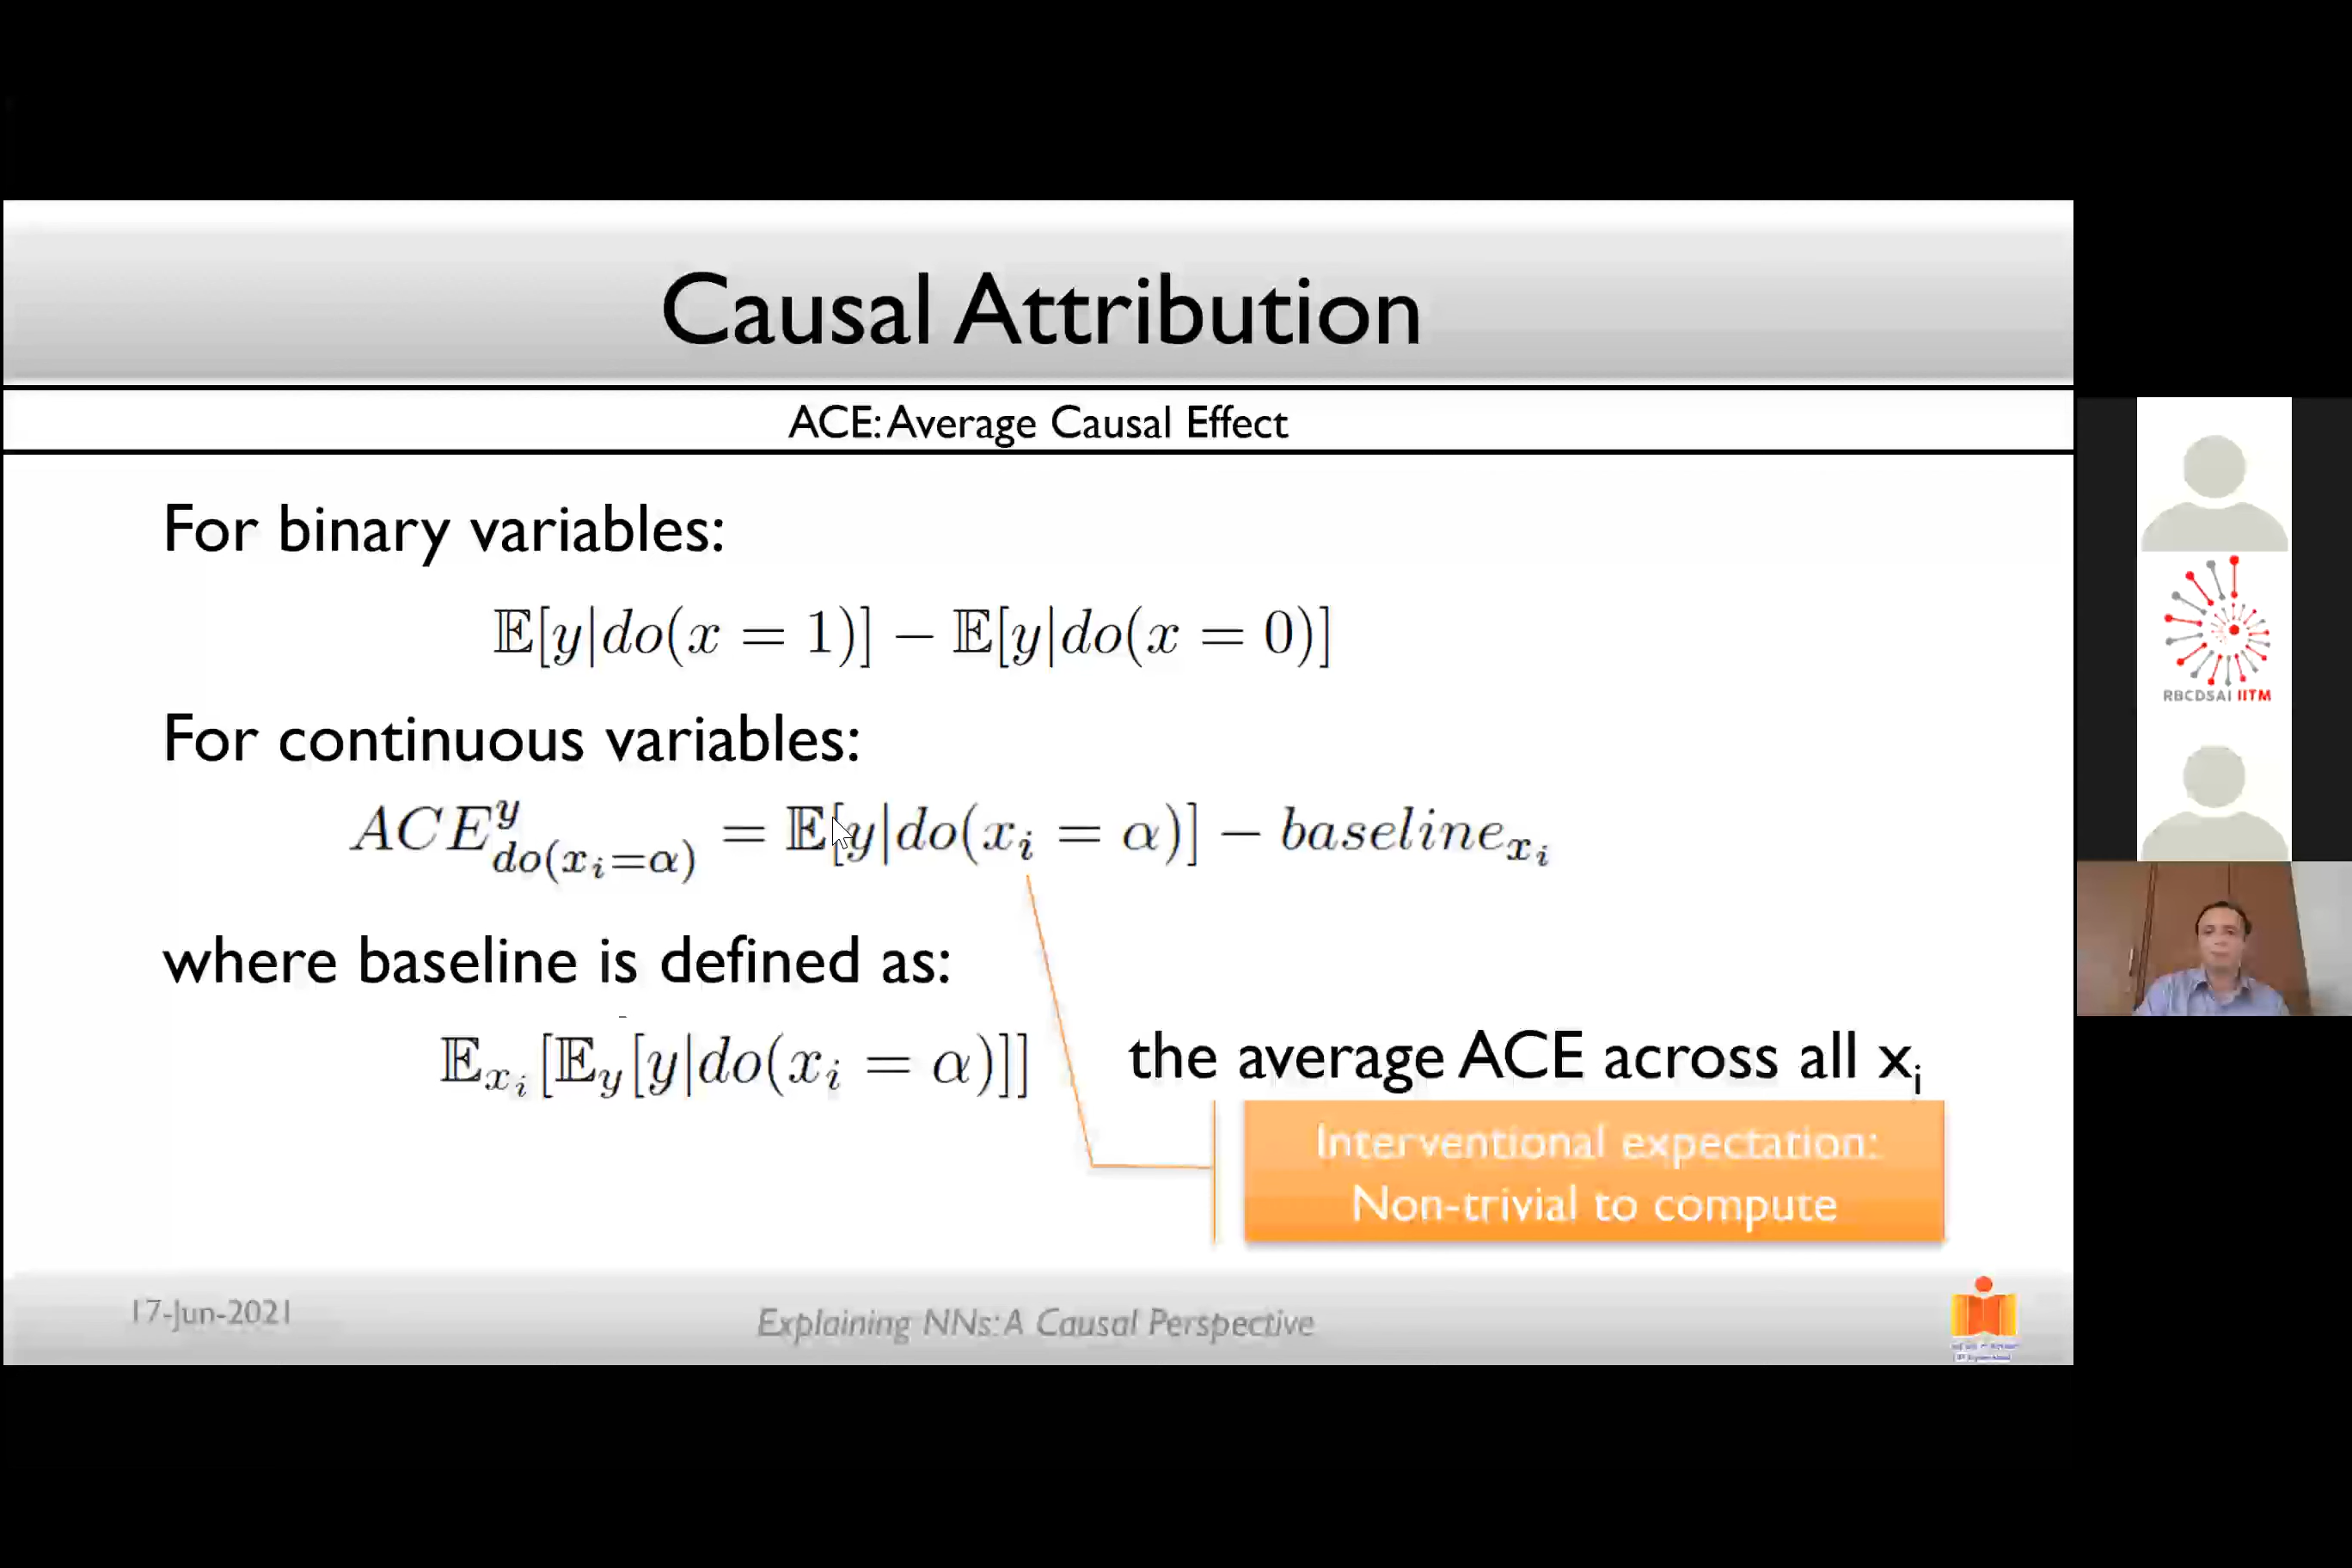 Causal Attribution
ACE: Average Causal Effect
For binary variables:
𝔼[y|do(x = 1)] − 𝔼[y|do(x = 0)]
For continuous variables:
ACE^y_{do(x_i=α)} = 𝔼[y|do(x_i = α)] − baseline_{x_i}
where baseline is defined as:
𝔼_{x_i}[𝔼_y[y|do(x_i = α)]] the average ACE across all x_i
Interventional expectation:
Non-trivial to compute
17-Jun-2021
Explaining NNs: A Causal Perspective
RBCDSAI IITM